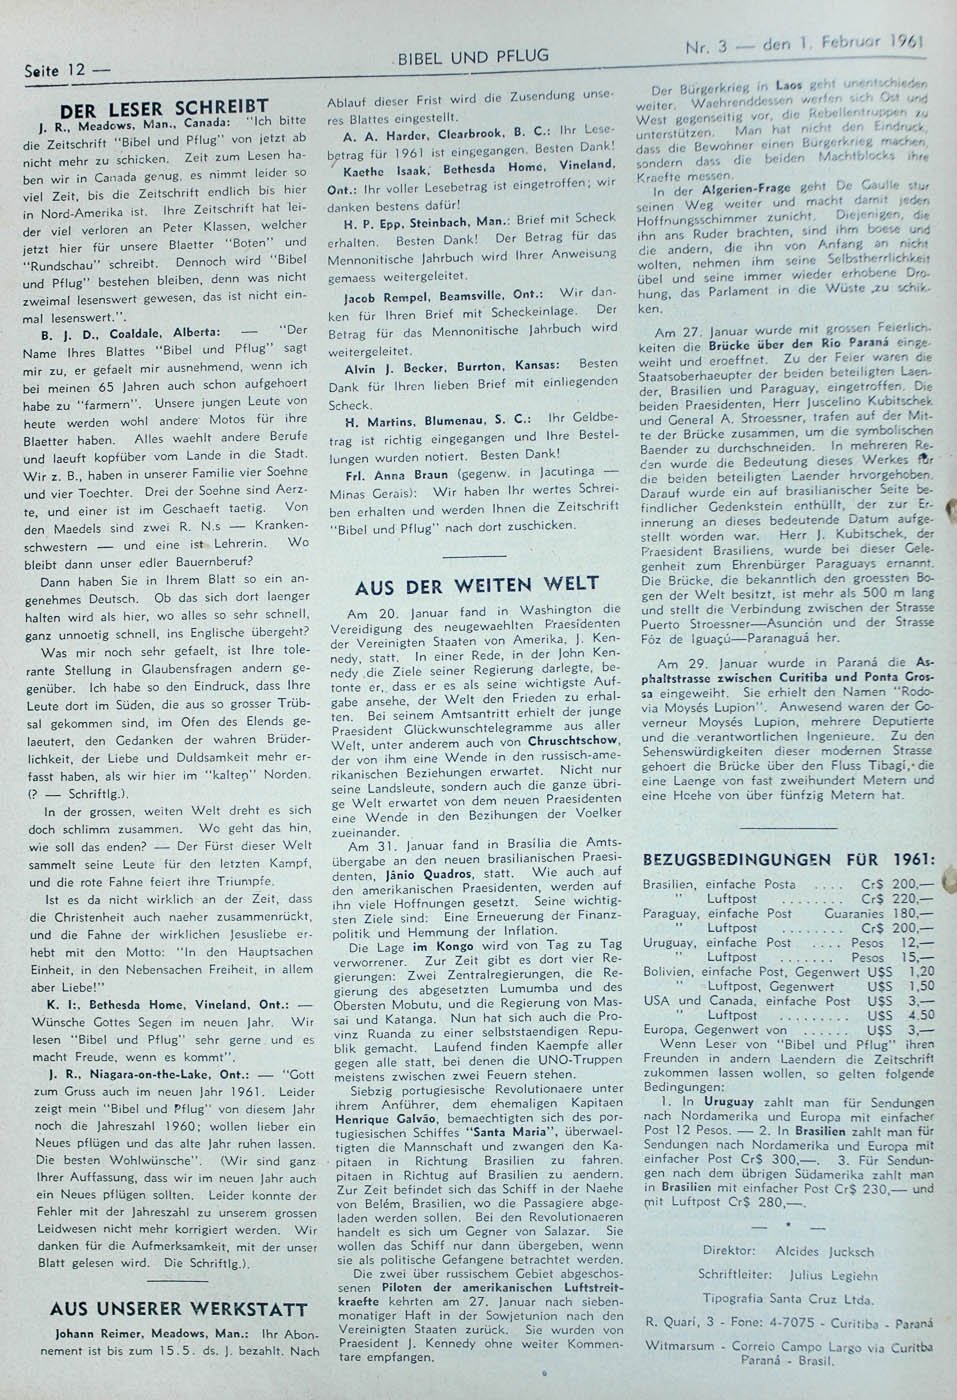 Seite 12 —
BIBEL UND PFLUG
Nr. 3 — den 1. Februar 1961
DER LESER SCHREIBT
J. R., Meadows, Man., Canada: "Ich bitte
die Zeitschrift "Bibel und Pflug" von jetzt ab
nicht mehr zu schicken. Zeit zum Lesen ha-
ben wir in Canada genug, es nimmt leider so
viel Zeit, bis die Zeitschrift endlich bis hier
in Nord-Amerika ist. Ihre Zeitschrift hat lei-
der viel verloren an Peter Klassen, welcher
jetzt hier für unsere Blaetter "Boten" und
"Rundschau" schreibt. Dennoch wird "Bibel
und Pflug" bestehen bleiben, denn was nicht
zweimal lesenswert gewesen, das ist nicht ein-
mal lesenswert.".
B. J. D., Coaldale, Alberta: — "Der
Name Ihres Blattes "Bibel und Pflug" sagt
mir zu, er gefaelt mir ausnehmend, wenn ich
bei meinen 65 Jahren auch schon aufgehoert
habe zu "farmern". Unsere jungen Leute von
heute werden wohl andere Motos für ihre
Blaetter haben. Alles waehlt andere Berufe
und laeuft kopfüber vom Lande in die Stadt.
Wir z. B., haben in unserer Familie vier Soehne
und vier Toechter. Drei der Soehne sind Aerz-
te, und einer ist im Geschaeft taetig. Von
den Maedels sind zwei R. N.s — Kranken-
schwestern — und eine ist Lehrerin. Wo
bleibt dann unser edler Bauernberuf?
Dann haben Sie in Ihrem Blatt so ein an-
genehmes Deutsch. Ob das sich dort laenger
halten wird als hier, wo alles so sehr schnell,
ganz unnoetig schnell, ins Englische übergeht?
Was mir noch sehr gefaelt, ist Ihre tole-
rante Stellung in Glaubensfragen andern ge-
genüber. Ich habe so den Eindruck, dass Ihre
Leute dort im Süden, die aus so grosser Trüb-
sal gekommen sind, im Ofen des Elends ge-
laeutert, den Gedanken der wahren Brüder-
lichkeit, der Liebe und Duldsamkeit mehr er-
fasst haben, als wir hier im "kalten" Norden.
(? — Schriftlg.).
In der grossen, weiten Welt dreht es sich
doch schlimm zusammen. Wo geht das hin,
wie soll das enden? — Der Fürst dieser Welt
sammelt seine Leute für den letzten Kampf,
und die rote Fahne feiert ihre Triumpfe.
Ist es da nicht wirklich an der Zeit, dass
die Christenheit auch naeher zusammenrückt,
und die Fahne der wirklichen Jesusliebe er-
hebt mit den Motto: "In den Hauptsachen
Einheit, in den Nebensachen Freiheit, in allem
aber Liebe!"
K. I:, Bethesda Home, Vineland, Ont.: —
Wünsche Gottes Segen im neuen Jahr. Wir
lesen "Bibel und Pflug" sehr gerne und es
macht Freude, wenn es kommt".
J. R., Niagara-on-the-Lake, Ont.: — "Gott
zum Gruss auch im neuen Jahr 1961. Leider
zeigt mein "Bibel und Pflug" von diesem Jahr
noch die Jahreszahl 1960; wollen lieber ein
Neues pflügen und das alte Jahr ruhen lassen.
Die besten Wohlwünsche". (Wir sind ganz
Ihrer Auffassung, dass wir im neuen Jahr auch
ein Neues pflügen sollten. Leider konnte der
Fehler mit der Jahreszahl zu unserem grossen
Leidwesen nicht mehr korrigiert werden. Wir
danken für die Aufmerksamkeit, mit der unser
Blatt gelesen wird. Die Schriftlg.).
AUS UNSERER WERKSTATT
Johann Reimer, Meadows, Man.: Ihr Abon-
nement ist bis zum 15.5. ds. J. bezahlt. Nach
Ablauf dieser Frist wird die Zusendung unse-
res Blattes eingestellt.
A. A. Harder, Clearbrook, B. C.: Ihr Lese-
betrag für 1961 ist eingegangen. Besten Dank!
Kaethe Isaak, Bethesda Home, Vineland,
Ont.: Ihr voller Lesebetrag ist eingetroffen; wir
danken bestens dafür!
H. P. Epp, Steinbach, Man.: Brief mit Scheck
erhalten. Besten Dank! Der Betrag für das
Mennonitische Jahrbuch wird Ihrer Anweisung
gemaess weitergeleitet.
Jacob Rempel, Beamsville, Ont.: Wir dan-
ken für Ihren Brief mit Scheckeinlage. Der
Betrag für das Mennonitische Jahrbuch wird
weitergeleitet.
Alvin J. Becker, Burrton, Kansas: Besten
Dank für Ihren lieben Brief mit einliegenden
Scheck.
H. Martins, Blumenau, S. C.: Ihr Geldbe-
trag ist richtig eingegangen und Ihre Bestel-
lungen wurden notiert. Besten Dank!
Frl. Anna Braun (gegenw. in Jacutinga —
Minas Gerais): Wir haben Ihr wertes Schrei-
ben erhalten und werden Ihnen die Zeitschrift
"Bibel und Pflug" nach dort zuschicken.
AUS DER WEITEN WELT
Am 20. Januar fand in Washington die
Vereidigung des neugewaehlten Praesidenten
der Vereinigten Staaten von Amerika, J. Ken-
nedy, statt. In einer Rede, in der John Ken-
nedy die Ziele seiner Regierung darlegte, be-
tonte er, dass er es als seine wichtigste Auf-
gabe ansehe, der Welt den Frieden zu erhal-
ten. Bei seinem Amtsantritt erhielt der junge
Praesident Glückwunschtelegramme aus aller
Welt, unter anderem auch von Chruschtschow,
der von ihm eine Wende in den russisch-ame-
rikanischen Beziehungen erwartet. Nicht nur
seine Landsleute, sondern auch die ganze übri-
ge Welt erwartet von dem neuen Praesidenten
eine Wende in den Bezihungen der Voelker
zueinander.
Am 31. Januar fand in Brasília die Amts-
übergabe an den neuen brasilianischen Praesi-
denten, Jânio Quadros, statt. Wie auch auf
den amerikanischen Praesidenten, werden auf
ihn viele Hoffnungen gesetzt. Seine wichtig-
sten Ziele sind: Eine Erneuerung der Finanz-
politik und Hemmung der Inflation.
Die Lage im Kongo wird von Tag zu Tag
verworrener. Zur Zeit gibt es dort vier Re-
gierungen: Zwei Zentralregierungen, die Re-
gierung des abgesetzten Lumumba und des
Obersten Mobutu, und die Regierung von Mas-
sai und Katanga. Nun hat sich auch die Pro-
vinz Ruanda zu einer selbststaendigen Repu-
blik gemacht. Laufend finden Kaempfe aller
gegen alle statt, bei denen die UNO-Truppen
meistens zwischen zwei Feuern stehen.
Siebzig portugiesische Revolutionaere unter
ihrem Anführer, dem ehemaligen Kapitaen
Henrique Galvão, bemaechtigten sich des por-
tugiesischen Schiffes "Santa Maria", überwael-
tigten die Mannschaft und zwangen den Ka-
pitaen in Richtung Brasilien zu fahren.
pitaen in Richtug auf Brasilien zu aendern.
Zur Zeit befindet sich das Schiff in der Naehe
von Belém, Brasilien, wo die Passagiere abge-
laden werden sollen. Bei den Revolutionaeren
handelt es sich um Gegner von Salazar. Sie
wollen das Schiff nur dann übergeben, wenn
sie als politische Gefangene betrachtet werden.
Die zwei über russischem Gebiet abgeschos-
senen Piloten der amerikanischen Luftstreit-
kraefte kehrten am 27. Januar nach sieben-
monatiger Haft in der Sowjetunion nach den
Vereinigten Staaten zurück. Sie wurden von
Praesident J. Kennedy ohne weiter Kommen-
tare empfangen.
Der Bürgerkrieg in Laos geht unentschieden
weiter. Waehrenddessen werfen sich Ost und
West gegenseitig vor, die Rebellentruppen zu
unterstützen. Man hat nicht den Eindruck,
dass die Bewohner einen Bürgerkrieg machen,
sondern dass die beiden Machtblocks ihre
Kraefte messen.
In der Algerien-Frage geht De Gaulle stur
seinen Weg weiter und macht damit jeden
Hoffnungsschimmer zunicht. Diejenigen, die
ihn ans Ruder brachten, sind ihm boese und
die andern, die ihn von Anfang an nicht
wolten, nehmen ihm seine Selbstherrlichkeit
übel und seine immer wieder erhobene Dro-
hung, das Parlament in die Wüste zu schik-
ken.
Am 27. Januar wurde mit grossen Feierlich-
keiten die Brücke über den Rio Paraná einge-
weiht und eroeffnet. Zu der Feier waren die
Staatsoberhaeupter der beiden beteiligten Laen-
der, Brasilien und Paraguay, eingetroffen. Die
beiden Praesidenten, Herr Juscelino Kubitschek
und General A. Stroessner, trafen auf der Mit-
te der Brücke zusammen, um die symbolischen
Baender zu durchschneiden. In mehreren Re-
den wurde die Bedeutung dieses Werkes für
die beiden beteiligten Laender hrvorgehoben.
Darauf wurde ein auf brasilianischer Seite be-
findlicher Gedenkstein enthüllt, der zur Er-
innerung an dieses bedeutende Datum aufge-
stellt worden war. Herr J. Kubitschek, der
Praesident Brasiliens, wurde bei dieser Gele-
genheit zum Ehrenbürger Paraguays ernannt.
Die Brücke, die bekanntlich den groessten Bo-
gen der Welt besitzt, ist mehr als 500 m lang
und stellt die Verbindung zwischen der Strasse
Puerto Stroessner—Asunción und der Strasse
Fóz de Iguaçú—Paranaguá her.
Am 29. Januar wurde in Paraná die As-
phaltstrasse zwischen Curitiba und Ponta Gros-
sa eingeweiht. Sie erhielt den Namen "Rodo-
via Moysés Lupion". Anwesend waren der Go-
verneur Moysés Lupion, mehrere Deputierte
und die verantwortlichen Ingenieure. Zu den
Sehenswürdigkeiten dieser modernen Strasse
gehoert die Brücke über den Fluss Tibagi, die
eine Laenge von fast zweihundert Metern und
eine Hoehe von über fünfzig Metern hat.
BEZUGSBEDINGUNGEN FÜR 1961:
Brasilien, einfache Posta .... Cr$ 200,—
" Luftpost ........ Cr$ 220,—
Paraguay, einfache Post Guaranies 180,—
" Luftpost ........ Cr$ 200,—
Uruguay, einfache Post .... Pesos 12,—
" Luftpost ....... Pesos 15,—
Bolivien, einfache Post, Gegenwert U$S 1,20
" Luftpost, Gegenwert U$S 1,50
USA und Canada, einfache Post U$S 3,—
" Luftpost ......... U$S 4,50
Europa, Gegenwert von ...... U$S 3,—
Wenn Leser von "Bibel und Pflug" ihren
Freunden in andern Laendern die Zeitschrift
zukommen lassen wollen, so gelten folgende
Bedingungen:
1. In Uruguay zahlt man für Sendungen
nach Nordamerika und Europa mit einfacher
Post 12 Pesos. — 2. In Brasilien zahlt man für
Sendungen nach Nordamerika und Europa mit
einfacher Post Cr$ 300,—. 3. Für Sendun-
gen nach dem übrigen Südamerika zahlt man
in Brasilien mit einfacher Post Cr$ 230,— und
mit Luftpost Cr$ 280,—.
— * —
Direktor: Alcides Jucksch
Schriftleiter: Julius Legiehn
Tipografia Santa Cruz Ltda.
R. Quarí, 3 - Fone: 4-7075 - Curitiba - Paraná
Witmarsum - Correio Campo Largo via Curitba
Paraná - Brasil.